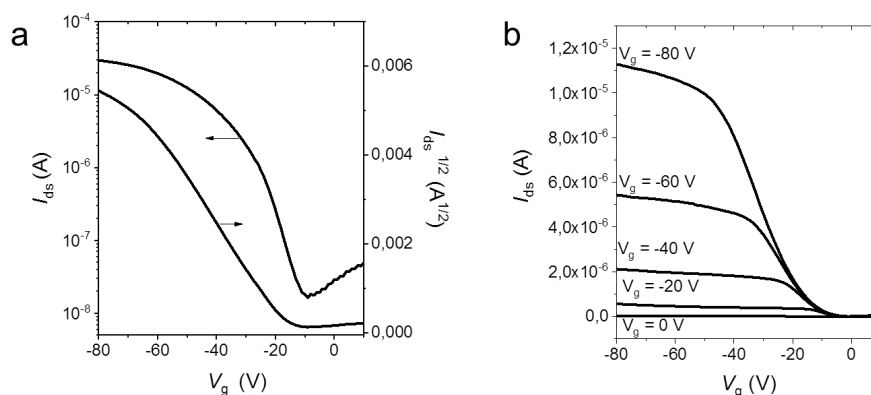 a
10⁻⁴
10⁻⁵
10⁻⁶
10⁻⁷
10⁻⁸
I_ds (A)
0,006
0,004
0,002
0,000
I_ds^1/2 (A^1/2)
-80 -60 -40 -20 0
V_g (V)
b
1,2x10⁻⁵
1,0x10⁻⁵
8,0x10⁻⁶
6,0x10⁻⁶
4,0x10⁻⁶
2,0x10⁻⁶
0,0
I_ds (A)
V_g = -80 V
V_g = -60 V
V_g = -40 V
V_g = -20 V
V_g = 0 V
-80 -60 -40 -20 0
V_g (V)